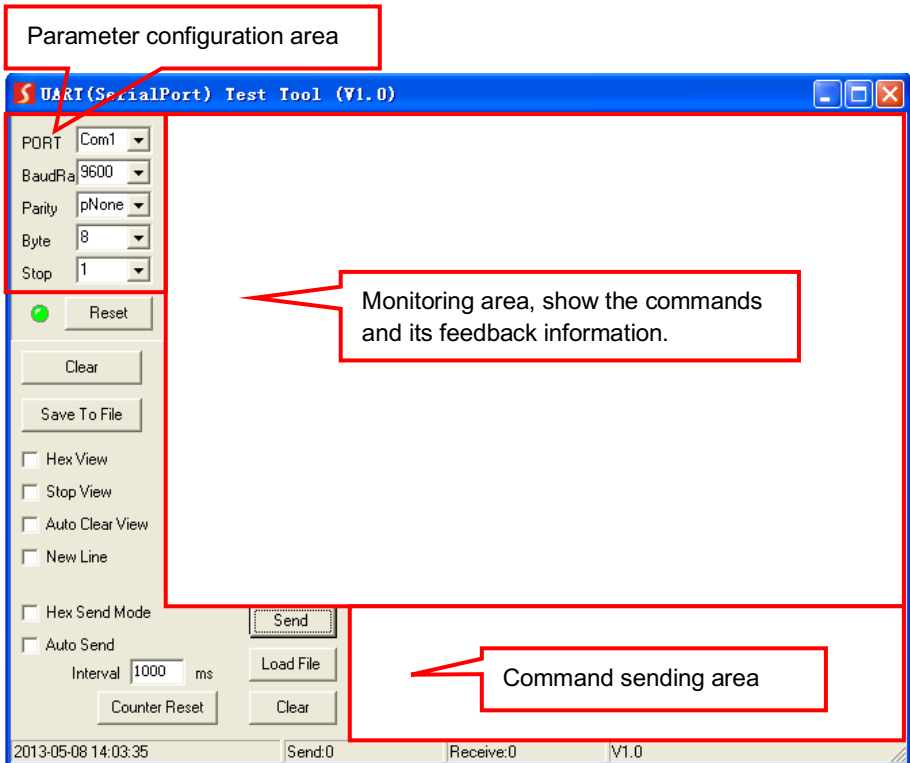 Parameter configuration area
UART(SerialPort) Test Tool (V1.0)
PORT Com1
BaudRa 9600
Parity pNone
Byte 8
Stop 1
Reset
Monitoring area, show the commands
and its feedback information.
Clear
Save To File
Hex View
Stop View
Auto Clear View
New Line
Hex Send Mode
Send
Auto Send
Interval 1000 ms
Load File
Command sending area
Counter Reset
Clear
2013-05-08 14:03:35 Send:0 Receive:0 V1.0